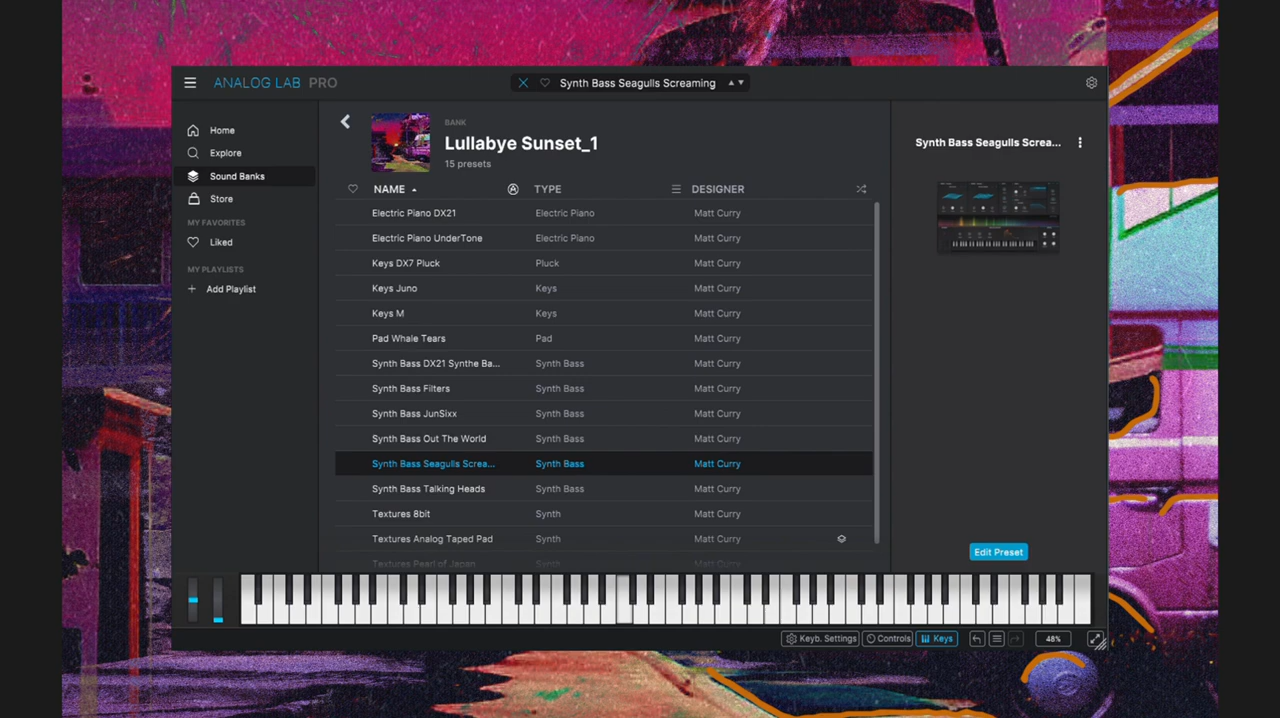 ANALOG LAB PRO
Synth Bass Seagulls Screaming
Home
Explore
Sound Banks
Store
MY FAVORITES
Liked
MY PLAYLISTS
Add Playlist
BANK
Lullabye Sunset_1
15 presets
NAME TYPE DESIGNER
Electric Piano DX21 Electric Piano Matt Curry
Electric Piano UnderTone Electric Piano Matt Curry
Keys DX7 Pluck Pluck Matt Curry
Keys Juno Keys Matt Curry
Keys M Keys Matt Curry
Pad Whale Tears Pad Matt Curry
Synth Bass DX21 Synthe Ba... Synth Bass Matt Curry
Synth Bass Filters Synth Bass Matt Curry
Synth Bass JunSixx Synth Bass Matt Curry
Synth Bass Out The World Synth Bass Matt Curry
Synth Bass Seagulls Screa... Synth Bass Matt Curry
Synth Bass Talking Heads Synth Bass Matt Curry
Textures 8bit Synth Matt Curry
Textures Analog Taped Pad Synth Matt Curry
Textures Pearl of Japan Synth Matt Curry
Synth Bass Seagulls Screa...
Edit Preset
Keyb. Settings Controls Keys 48%